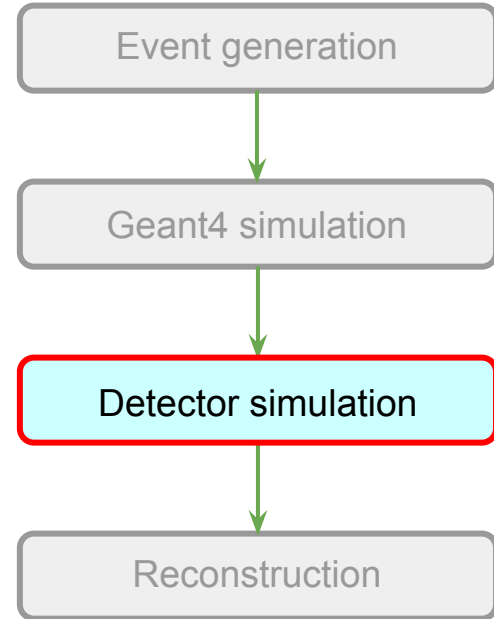 Event generation
Geant4 simulation
Detector simulation
Reconstruction